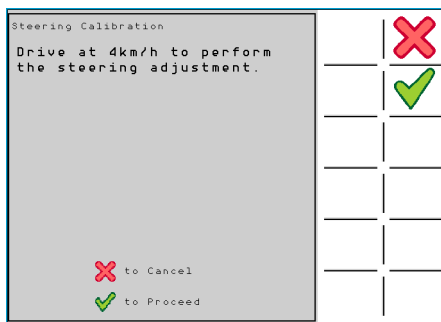 Steering Calibration
Drive at 4km/h to perform
the steering adjustment.
to Cancel
to Proceed